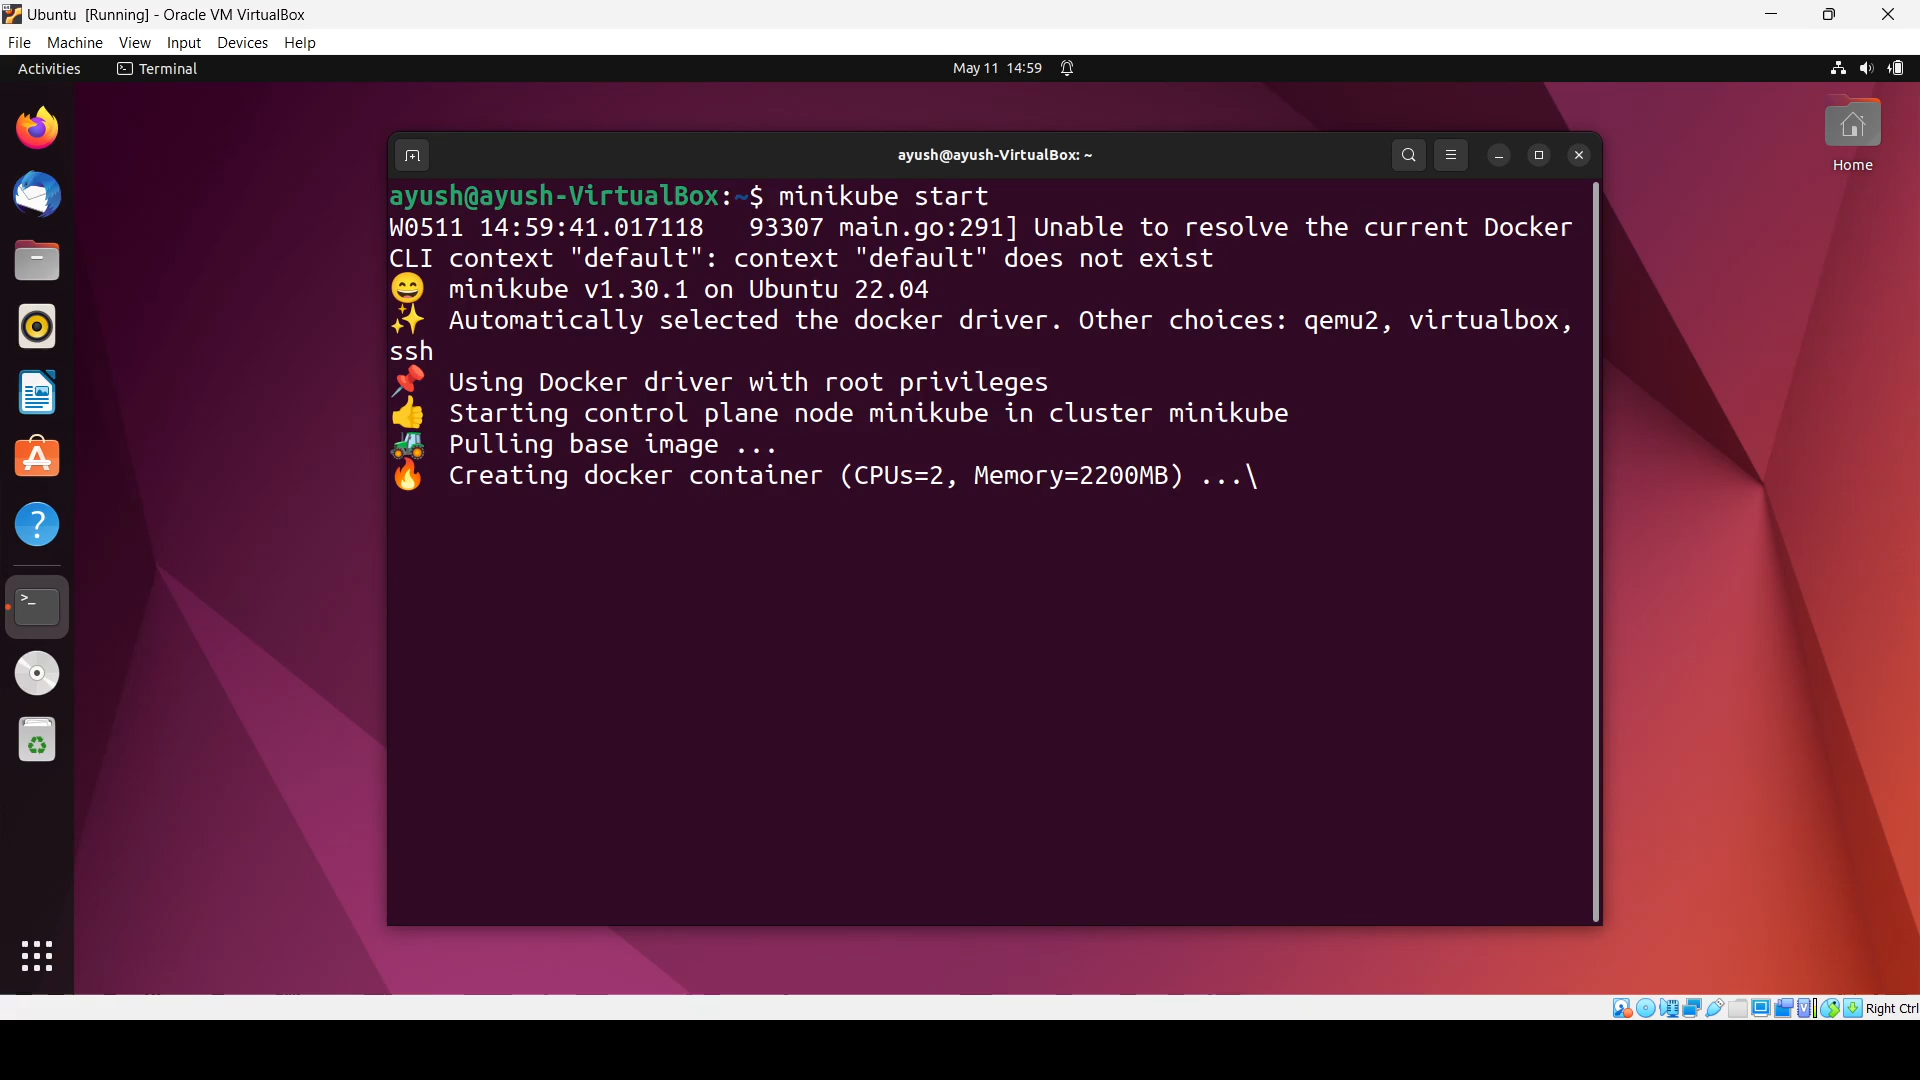 Ubuntu [Running] - Oracle VM VirtualBox
File Machine View Input Devices Help
Activities Terminal May 11 14:59
Home
ayush@ayush-VirtualBox: ~
ayush@ayush-VirtualBox:~$ minikube start
W0511 14:59:41.017118   93307 main.go:291] Unable to resolve the current Docker
CLI context "default": context "default" does not exist
😄  minikube v1.30.1 on Ubuntu 22.04
✨  Automatically selected the docker driver. Other choices: qemu2, virtualbox,
ssh
📌  Using Docker driver with root privileges
👍  Starting control plane node minikube in cluster minikube
🚜  Pulling base image ...
🔥  Creating docker container (CPUs=2, Memory=2200MB) ...\
Right Ctrl